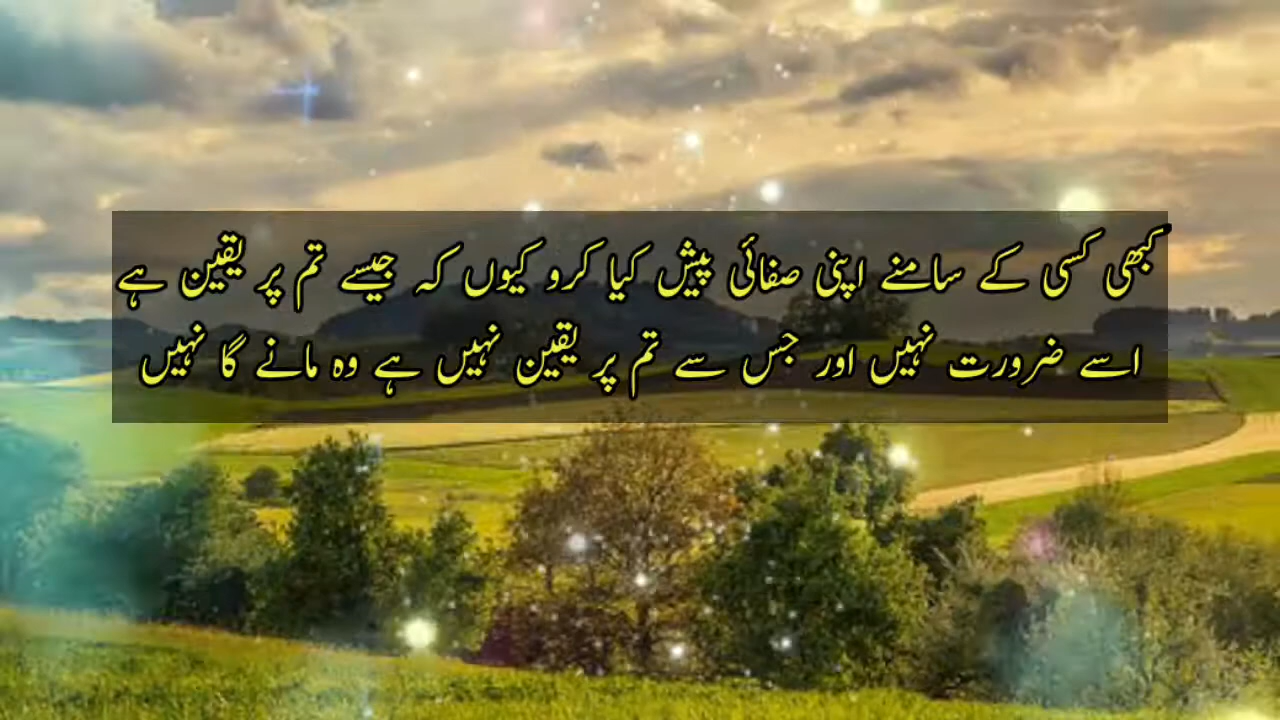 کبھی کسی کے سامنے اپنی صفائی پیش کیا کرو کیوں کہ جیسے تم پر یقین ہے
اسے ضرورت نہیں اور جس سے تم پر یقین نہیں ہے وہ مانے گا نہیں